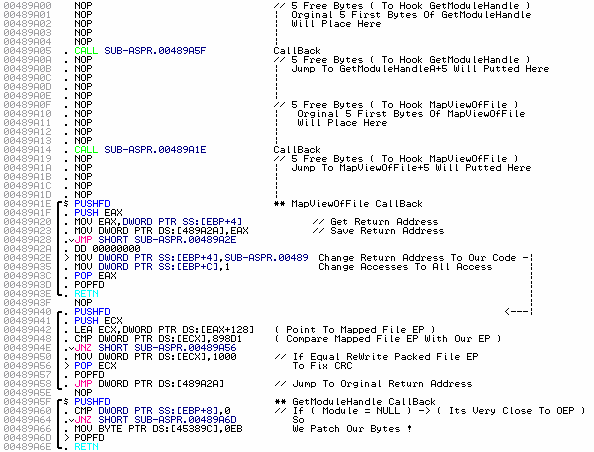 00489A00 NOP // 5 Free Bytes ( To Hook GetModuleHandle )
00489A01 . NOP ¦ Orginal 5 First Bytes Of GetModuleHandle
00489A02 . NOP ¦ Will Place Here
00489A03 . NOP ¦
00489A04 . NOP ¦
00489A05 . CALL SUB-ASPR.00489A5F CallBack
00489A0A . NOP // 5 Free Bytes ( To Hook GetModuleHandle )
00489A0B . NOP ¦ Jump To GetModuleHandleA+5 Will Putted Here
00489A0C . NOP ¦
00489A0D . NOP ¦
00489A0E . NOP ¦
00489A0F . NOP // 5 Free Bytes ( To Hook MapViewOfFile )
00489A10 . NOP ¦ Orginal 5 First Bytes Of MapViewOfFile
00489A11 . NOP ¦ Will Place Here
00489A12 . NOP ¦
00489A13 . NOP ¦
00489A14 . CALL SUB-ASPR.00489A1E CallBack
00489A19 . NOP // 5 Free Bytes ( To Hook MapViewOfFile )
00489A1A . NOP ¦ Jump To MapViewOfFile+5 Will Putted Here
00489A1B . NOP ¦
00489A1C . NOP ¦
00489A1D . NOP ¦
00489A1E $ PUSHFD ** MapViewOfFile CallBack
00489A1F . PUSH EAX
00489A20 . MOV EAX,DWORD PTR SS:[EBP+4] // Get Return Address
00489A23 . MOV DWORD PTR DS:[489A2A],EAX // Save Return Address
00489A28 . JMP SHORT SUB-ASPR.00489A2E
00489A2A . DD 00000000
00489A2E > MOV DWORD PTR SS:[EBP+4],SUB-ASPR.00489 Change Return Address To Our Code -¦
00489A35 . MOV DWORD PTR SS:[EBP+C],1 Change Accesses To All Access ¦
00489A3C . POP EAX ¦
00489A3D . POPFD ¦
00489A3E . RETN ¦
00489A3F NOP ¦
00489A40 . PUSHFD <---¦
00489A41 . PUSH ECX
00489A42 . LEA ECX,DWORD PTR DS:[EAX+128] ( Point To Mapped File EP )
00489A48 . CMP DWORD PTR DS:[ECX],898D1 ( Compare Mapped File EP With Our EP )
00489A4E . JNZ SHORT SUB-ASPR.00489A56
00489A50 . MOV DWORD PTR DS:[ECX],1000 // If Equal ReWrite Packed File EP
00489A56 > POP ECX To Fix CRC
00489A57 . POPFD
00489A58 . JMP DWORD PTR DS:[489A2A] // Jump To Orginal Return Address
00489A5E NOP
00489A5F $ PUSHFD ** GetModuleHandle CallBack
00489A60 . CMP DWORD PTR SS:[EBP+8],0 // If ( Module = NULL ) -> ( Its Very Close To OEP )
00489A64 . JNZ SHORT SUB-ASPR.00489A6D So
00489A66 . MOV BYTE PTR DS:[45389C],0EB We Patch Our Bytes !
00489A6D > POPFD
00489A6E . RETN